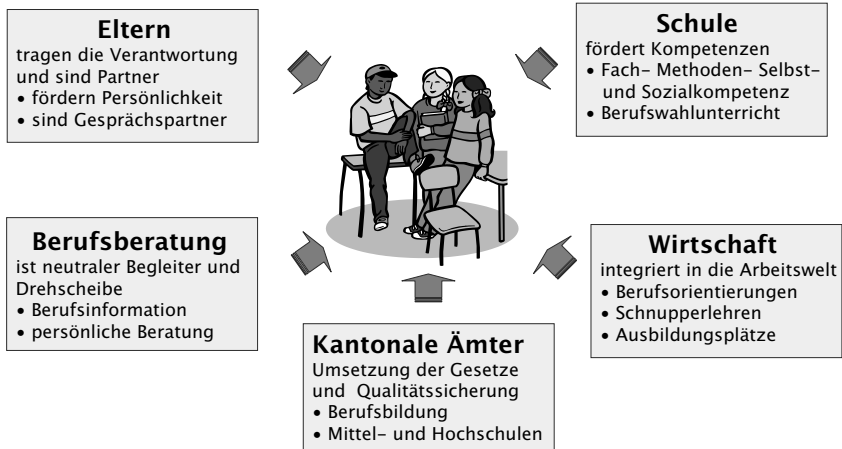 Eltern
tragen die Verantwortung
und sind Partner
• fördern Persönlichkeit
• sind Gesprächspartner
Schule
fördert Kompetenzen
• Fach- Methoden- Selbst-
und Sozialkompetenz
• Berufswahlunterricht
Berufsberatung
ist neutraler Begleiter und
Drehscheibe
• Berufsinformation
• persönliche Beratung
Wirtschaft
integriert in die Arbeitswelt
• Berufsorientierungen
• Schnupperlehren
• Ausbildungsplätze
Kantonale Ämter
Umsetzung der Gesetze
und Qualitätssicherung
• Berufsbildung
• Mittel- und Hochschulen